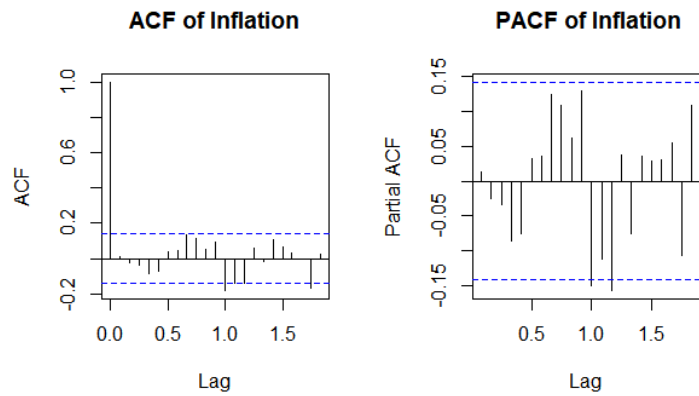 ACF of Inflation
ACF
1.0
0.6
0.2
-0.2
0.0 0.5 1.0 1.5
Lag
PACF of Inflation
Partial ACF
0.15
0.05
-0.05
-0.15
0.5 1.0 1.5
Lag